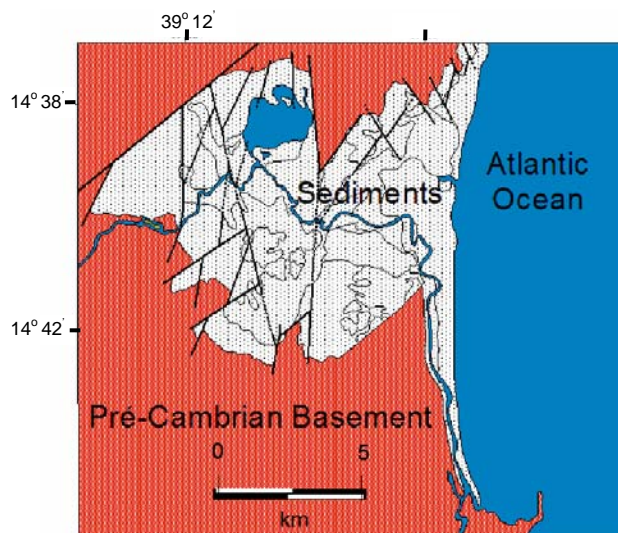 39° 12'
14° 38'
Atlantic
Ocean
Sediments
14° 42'
Pré-Cambrian Basement
0 5
km